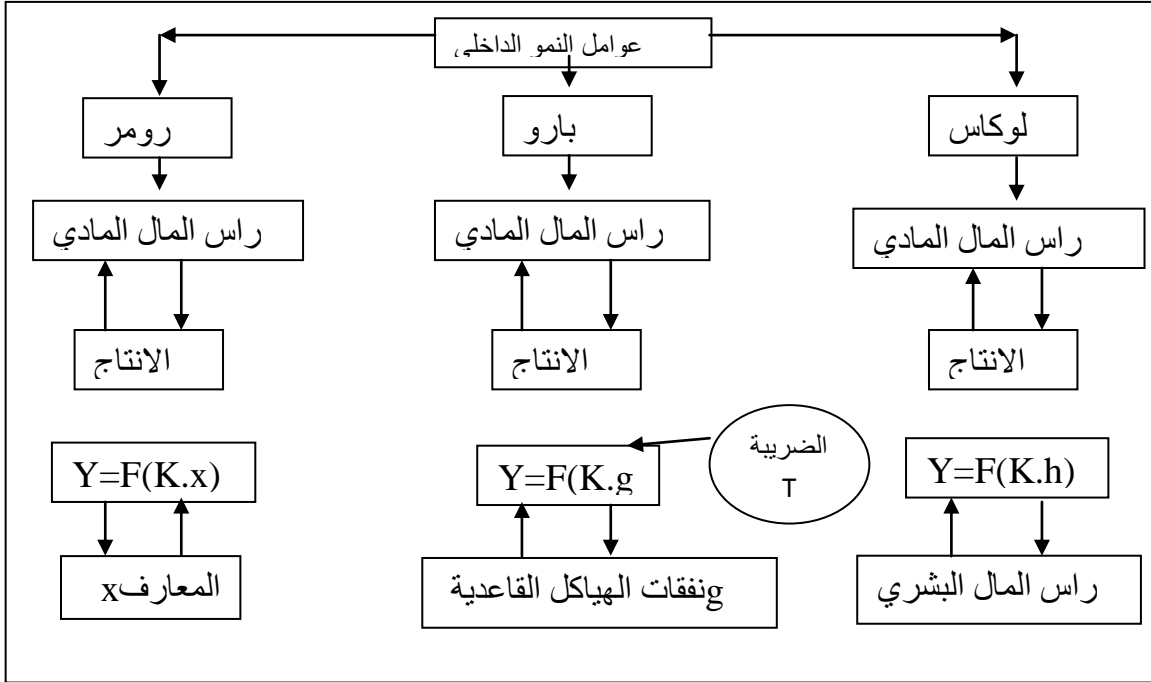 عوامل النمو الداخلي
لوكاس
بارو
رومر
راس المال المادي
راس المال المادي
راس المال المادي
الانتاج
الانتاج
الانتاج
الضريبة
T
Y=F(K.h)
Y=F(K.g
Y=F(K.x)
راس المال البشري
gنفقات الهياكل القاعدية
المعارفx